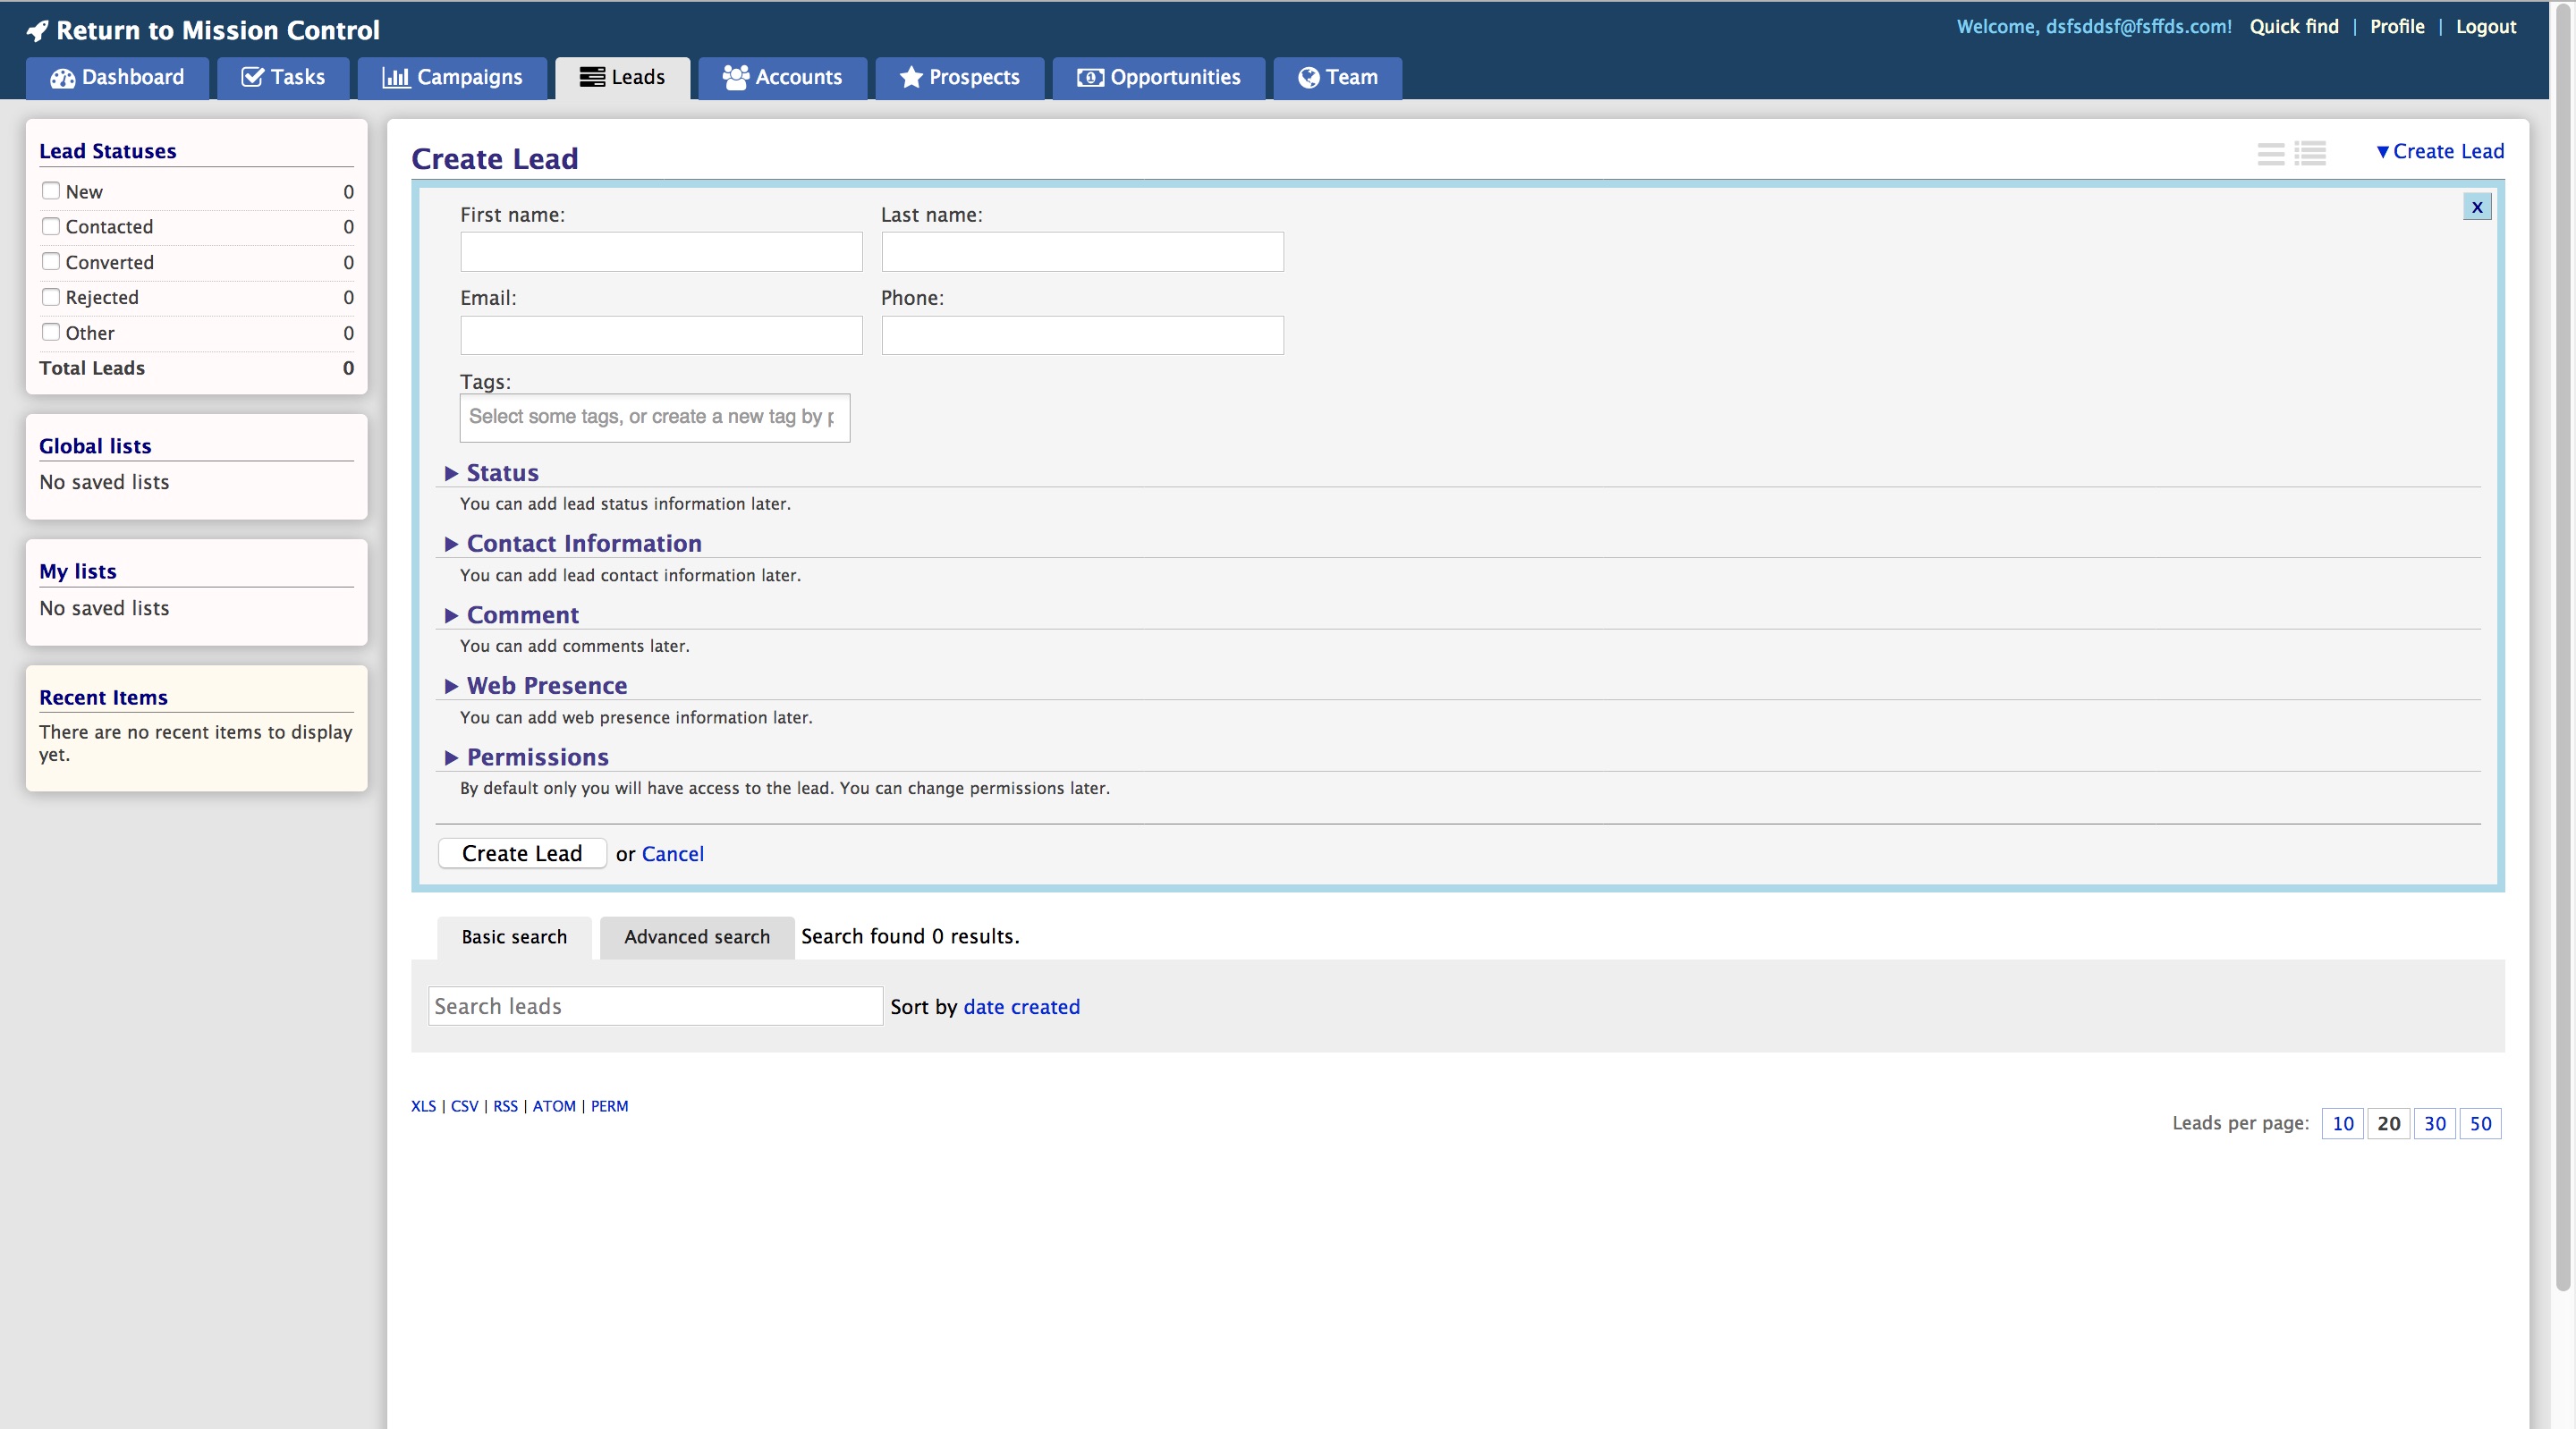 Return to Mission Control
Welcome, dsfsddsf@fsffds.com! Quick find | Profile | Logout
Dashboard Tasks Campaigns Leads Accounts Prospects Opportunities Team
Lead Statuses
New 0
Contacted 0
Converted 0
Rejected 0
Other 0
Total Leads 0
Global lists
No saved lists
My lists
No saved lists
Recent Items
There are no recent items to display
yet.
Create Lead
▼Create Lead
x
First name: Last name:
Email: Phone:
Tags:
Select some tags, or create a new tag by
Status
You can add lead status information later.
Contact Information
You can add lead contact information later.
Comment
You can add comments later.
Web Presence
You can add web presence information later.
Permissions
By default only you will have access to the lead. You can change permissions later.
Create Lead or Cancel
Basic search Advanced search Search found 0 results.
Search leads Sort by date created
XLS | CSV | RSS | ATOM | PERM
Leads per page: 10 20 30 50